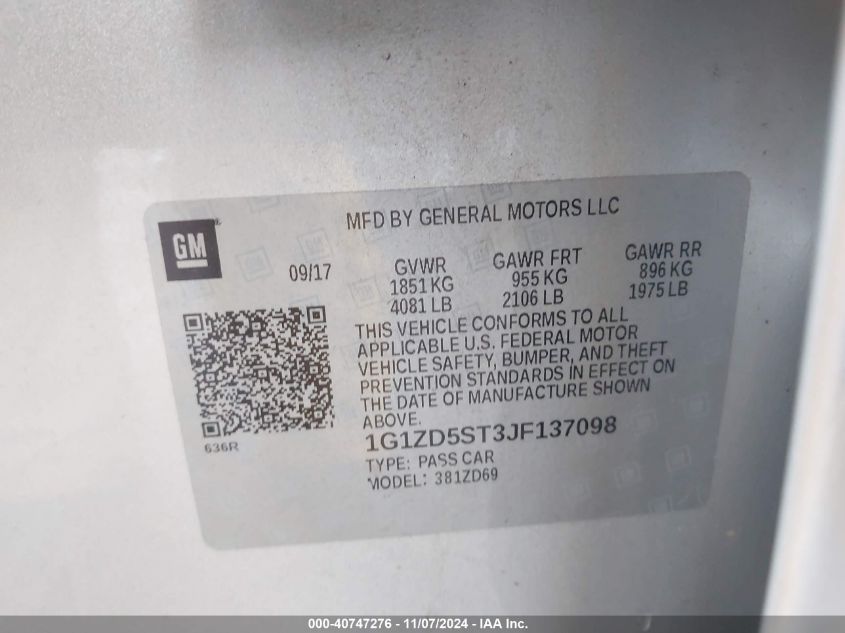 GM
MFD BY GENERAL MOTORS LLC
09/17
GVWR GAWR FRT GAWR RR
1851 KG 955 KG 896 KG
4081 LB 2106 LB 1975 LB
THIS VEHICLE CONFORMS TO ALL
APPLICABLE U.S. FEDERAL MOTOR
VEHICLE SAFETY, BUMPER, AND THEFT
PREVENTION STANDARDS IN EFFECT ON
THE DATE OF MANUFACTURE SHOWN
ABOVE.
636R
1G1ZD5ST3JF137098
TYPE: PASS CAR
MODEL: 381ZD69
000-40747276 — 11/07/2024 — IAA Inc.